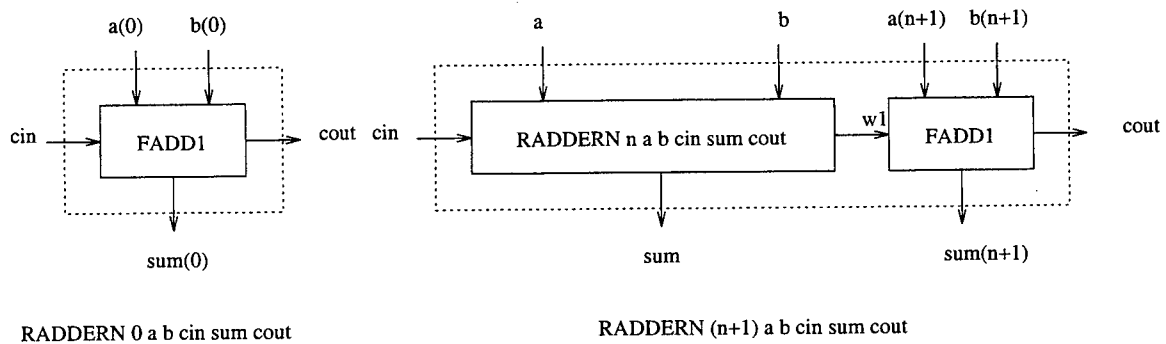 a(0) b(0)
a b a(n+1) b(n+1)
cin FADD1 cout
cin RADDERN n a b cin sum cout w1 FADD1 cout
sum(0)
sum sum(n+1)
RADDERN 0 a b cin sum cout
RADDERN (n+1) a b cin sum cout